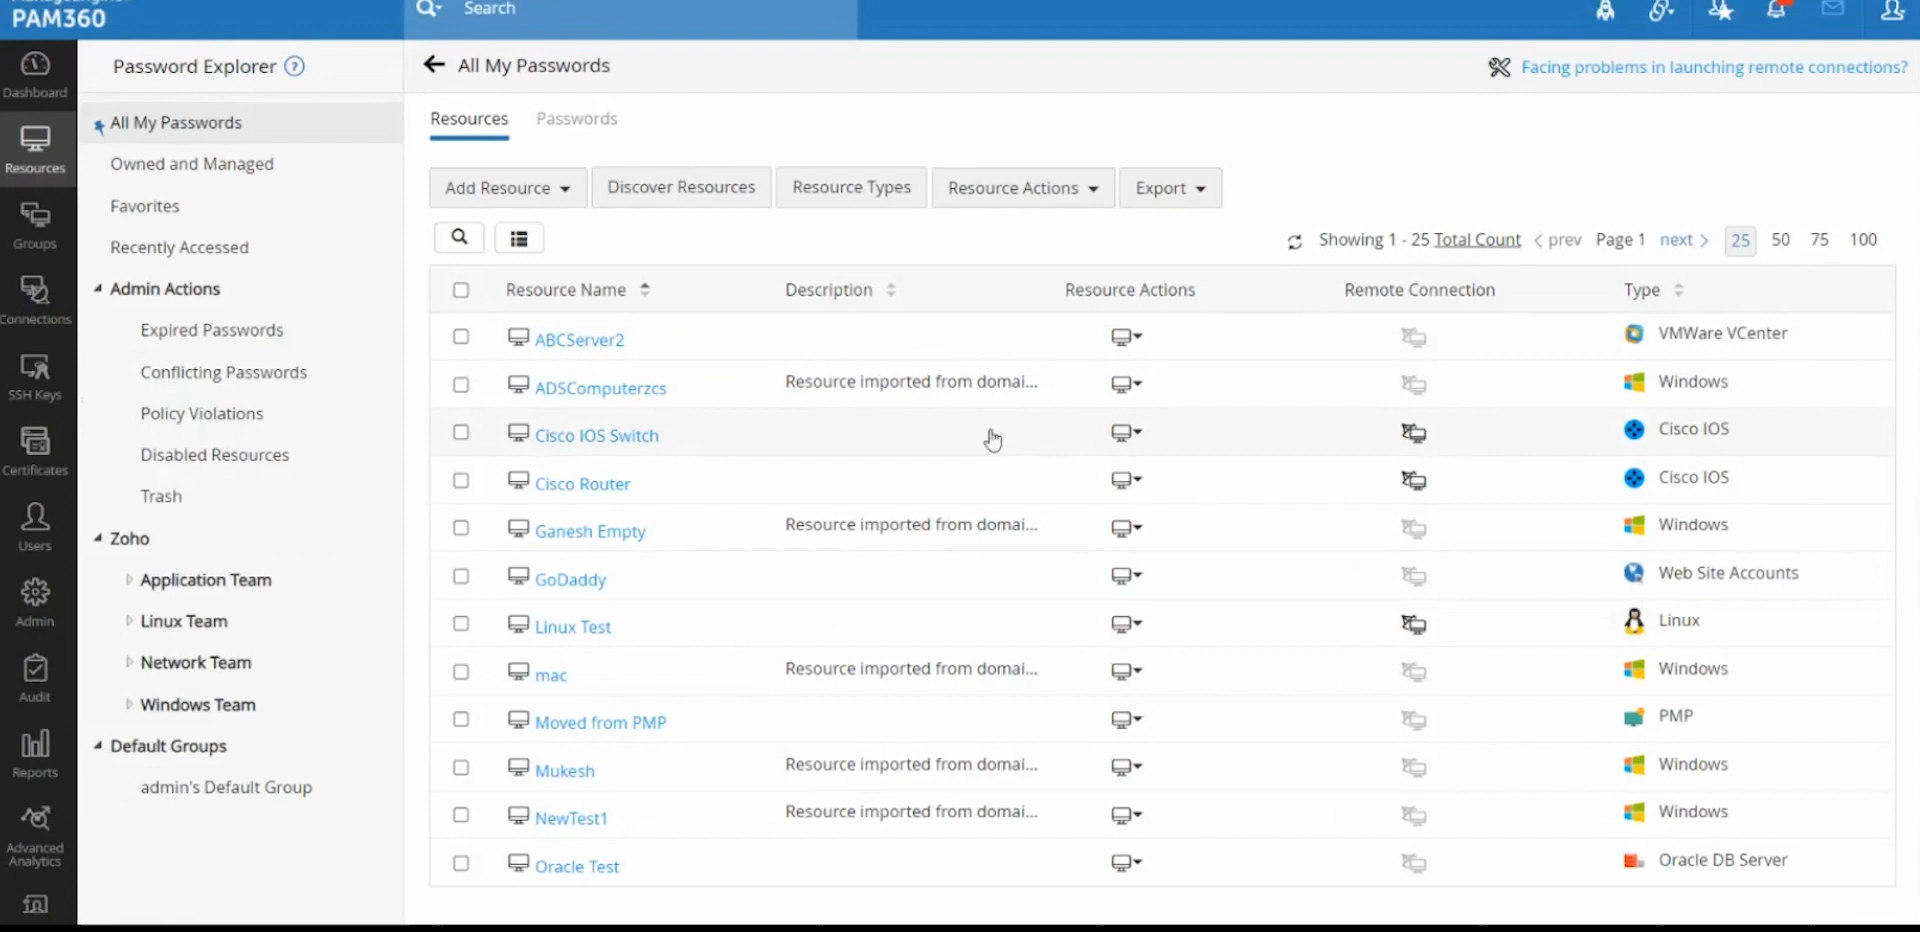 PAM360
Search
Dashboard
Resources
Groups
Connections
SSH Keys
Certificates
Users
Admin
Audit
Reports
Advanced
Analytics
Password Explorer ?
All My Passwords
Owned and Managed
Favorites
Recently Accessed
Admin Actions
Expired Passwords
Conflicting Passwords
Policy Violations
Disabled Resources
Trash
Zoho
Application Team
Linux Team
Network Team
Windows Team
Default Groups
admin's Default Group
All My Passwords
Facing problems in launching remote connections?
Resources Passwords
Add Resource Discover Resources Resource Types Resource Actions Export
Showing 1 - 25 Total Count prev Page 1 next 25 50 75 100
Resource Name Description Resource Actions Remote Connection Type
ABCServer2 VMWare VCenter
ADSComputerzcs Resource imported from domai... Windows
Cisco IOS Switch Cisco IOS
Cisco Router Cisco IOS
Ganesh Empty Resource imported from domai... Windows
GoDaddy Web Site Accounts
Linux Test Linux
mac Resource imported from domai... Windows
Moved from PMP PMP
Mukesh Resource imported from domai... Windows
NewTest1 Resource imported from domai... Windows
Oracle Test Oracle DB Server